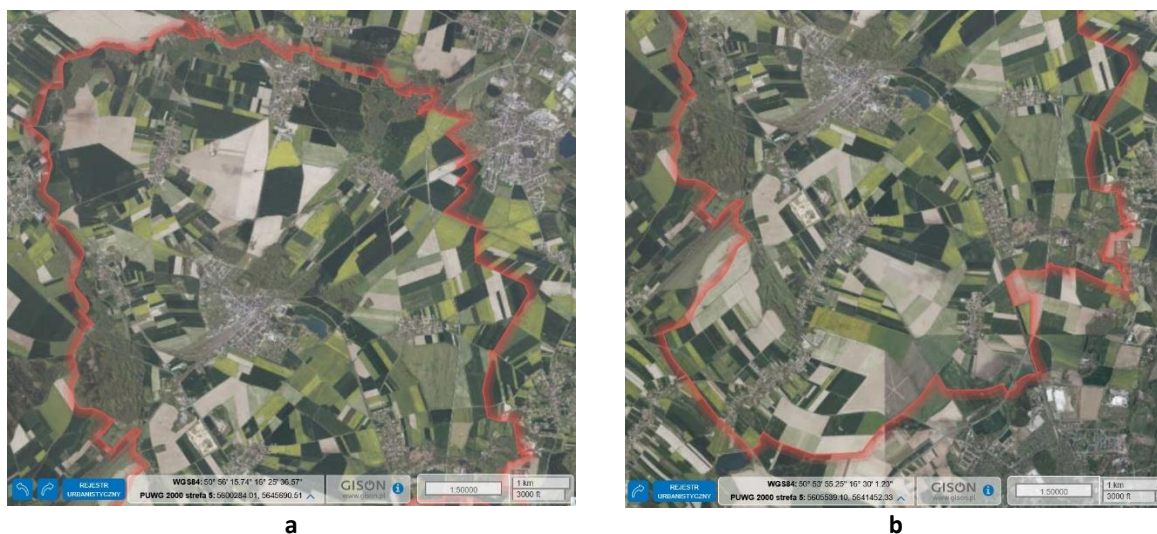 REJESTR
URBANISTYCZNY
WGS84: 50° 56' 15.74" 16° 25' 36.57"
PUWG 2000 strefa 5: 5600284.01, 5645690.51
GISON
www.gison.pl
1:50000
1 km
3000 ft
a
REJESTR
URBANISTYCZNY
WGS84: 50° 53' 55.25" 16° 30' 1.23"
PUWG 2000 strefa 5: 5605539.10, 5641452.33
GISON
www.gison.pl
1:50000
1 km
3000 ft
b